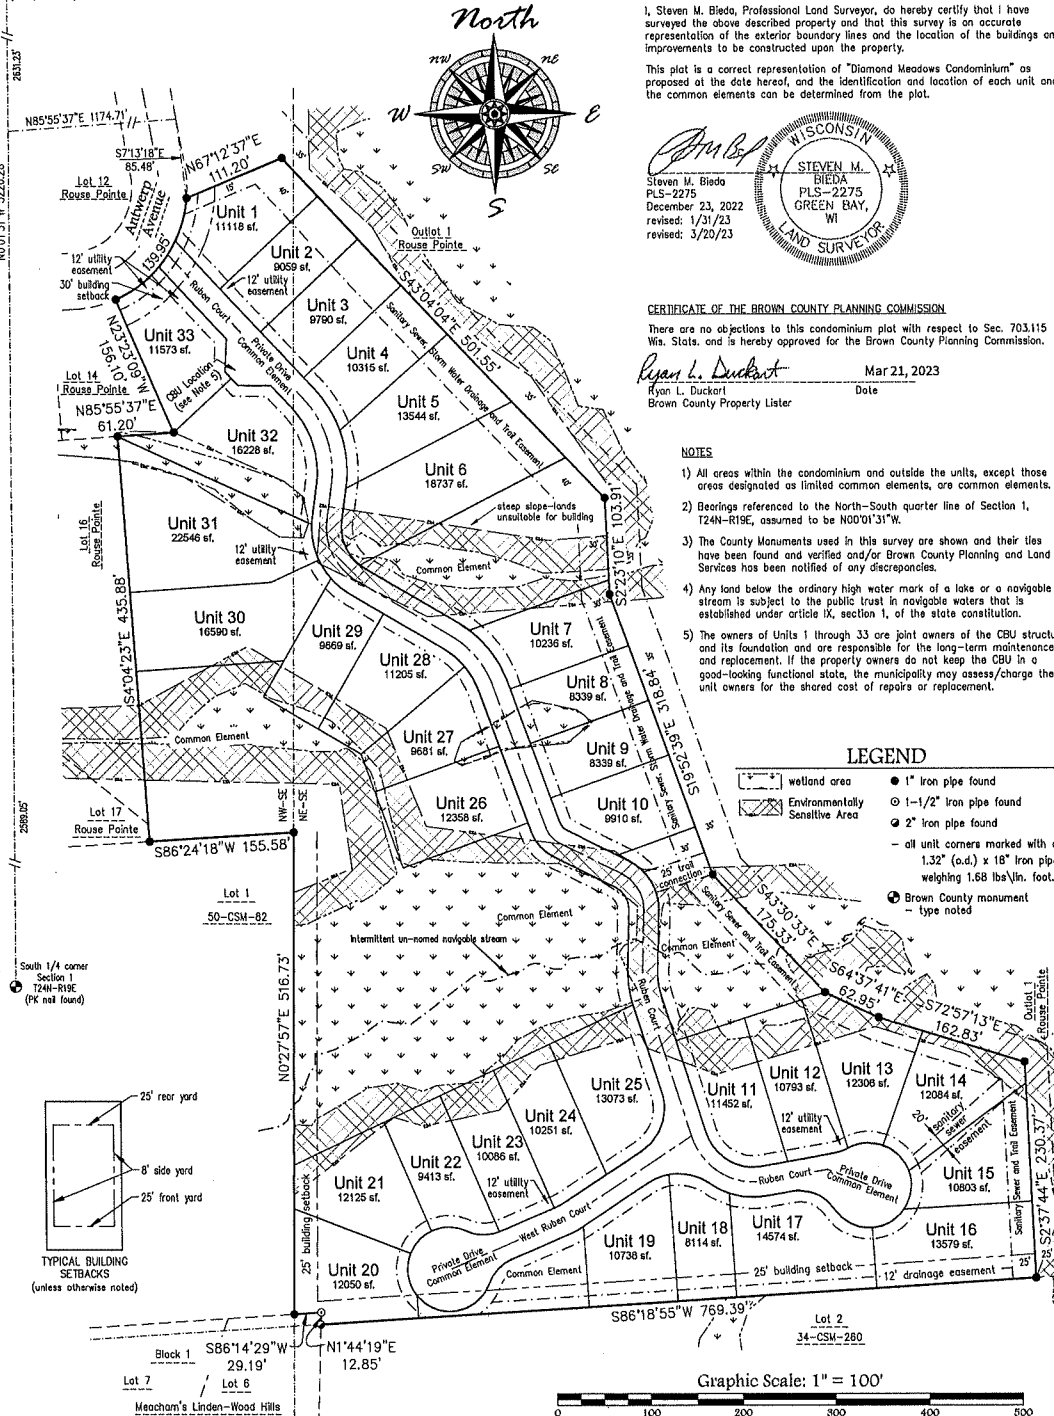 North
nw
ne
W
E
sw
se
S
I, Steven M. Bieda, Professional Land Surveyor, do hereby certify that I have
surveyed the above described property and that this survey is an accurate
representation of the exterior boundary lines and the location of the buildings an
improvements to be constructed upon the property.
This plat is a correct representation of "Diamond Meadows Condominium" as
proposed at the date hereof, and the identification and location of each unit and
the common elements can be determined from the plat.
Steven M. Bieda
PLS-2275
December 23, 2022
revised: 1/31/23
revised: 3/20/23
WISCONSIN
STEVEN M.
BIEDA
PLS-2275
GREEN BAY,
WI
LAND SURVEYOR
CERTIFICATE OF THE BROWN COUNTY PLANNING COMMISSION
There are no objections to this condominium plat with respect to Sec. 703.115
Wis. Stats. and is hereby approved for the Brown County Planning Commission.
Ryan L. Duckart
Mar 21, 2023
Ryan L. Duckart
Date
Brown County Property Lister
NOTES
1) All areas within the condominium and outside the units, except those
areas designated as limited common elements, are common elements.
2) Bearings referenced to the North-South quarter line of Section 1,
T24N-R19E, assumed to be N00°01'31"W.
3) The County Monuments used in this survey are shown and their ties
have been found and verified and/or Brown County Planning and Land
Services has been notified of any discrepancies.
4) Any land below the ordinary high water mark of a lake or a navigable
stream is subject to the public trust in navigable waters that is
established under article IX, section 1, of the state constitution.
5) The owners of Units 1 through 33 are joint owners of the CBU structu
and its foundation and are responsible for the long-term maintenance
and replacement. If the property owners do not keep the CBU in a
good-looking functional state, the municipality may assess/charge the
unit owners for the shared cost of repairs or replacement.
LEGEND
wetland area
Environmentally
Sensitive Area
1" iron pipe found
1-1/2" iron pipe found
2" iron pipe found
- all unit corners marked with a
1.32" (o.d.) x 18" iron pipe
weighing 1.68 lbs\lin. foot.
Brown County monument
- type noted
2631.23'
N85°55'37"E 1174.71'
S7°13'18"E
85.48'
N67°12'37"E
111.20'
Lot 12
Rouse Pointe
Antwerp
Avenue
139.95'
12' utility
easement
30' building
setback
N23°23'09"W
156.10'
Lot 14
Rouse Pointe
N85°55'37"E
61.20'
Unit 1
11118 sf.
Unit 2
9059 sf.
12' utility
easement
Unit 3
9790 sf.
Unit 4
10315 sf.
Unit 5
13544 sf.
Unit 6
18737 sf.
Outlot 1
Rouse Pointe
S43°04'04"E 501.55'
Sanitary Sewer, Storm Water Drainage and Trail Easement
Ruben Court
Private Drive
Common Element
Unit 33
11573 sf.
CBU Location
(see Note 5)
Unit 32
16228 sf.
Unit 31
22546 sf.
12' utility
easement
Lot 16
Rouse Pointe
S4°04'23"E 435.88'
Unit 30
16590 sf.
Unit 29
9869 sf.
Unit 28
11205 sf.
Unit 27
9681 sf.
Unit 26
12358 sf.
steep slope-lands
unsuitable for building
Common Element
S2°23'10"E 103.91'
Unit 7
10236 sf.
Unit 8
8339 sf.
Unit 9
8339 sf.
Unit 10
9910 sf.
Sanitary Sewer, Storm Water Drainage and Trail Easement
S19°52'39"E 318.84'
Common Element
NW-SE
NE-SE
Lot 17
Rouse Pointe
S86°24'18"W 155.58'
2589.05'
Lot 1
50-CSM-82
25' trail
connection
Common Element
Intermittent un-named navigable stream
Common Element
Sanitary Sewer and Trail Easement
S43°30'33"E
175.33'
S64°37'41"E
62.95'
S72°57'13"E
162.83'
Outlot 1
Rouse Pointe
South 1/4 corner
Section 1
T24N-R19E
(PK nail found)
N0°27'57"E 516.73'
Ruben Court
Unit 25
13073 sf.
Unit 24
10251 sf.
Unit 23
10086 sf.
Unit 22
9413 sf.
Unit 21
12125 sf.
Unit 20
12050 sf.
12' utility
easement
Unit 11
11452 sf.
Unit 12
10793 sf.
Unit 13
12306 sf.
Unit 14
12084 sf.
12' utility
easement
20'
sanitary
sewer
easement
Unit 15
10803 sf.
Unit 16
13579 sf.
Sanitary Sewer and Trail Easement
S2°37'44"E 230.37'
Ruben Court
Private Drive
Common Element
West Ruben Court
Private Drive
Common Element
Unit 19
10738 sf.
Unit 18
8114 sf.
Unit 17
14574 sf.
Common Element
25' building setback
12' drainage easement
25'
25'
25' building setback
S86°18'55"W 769.39'
25' rear yard
8' side yard
25' front yard
TYPICAL BUILDING
SETBACKS
(unless otherwise noted)
Lot 2
34-CSM-260
Block 1
S86°14'29"W
29.19'
N1°44'19"E
12.85'
Lot 7
Lot 6
Meacham's Linden-Wood Hills
Graphic Scale: 1" = 100'
0 100 200 300 400 500